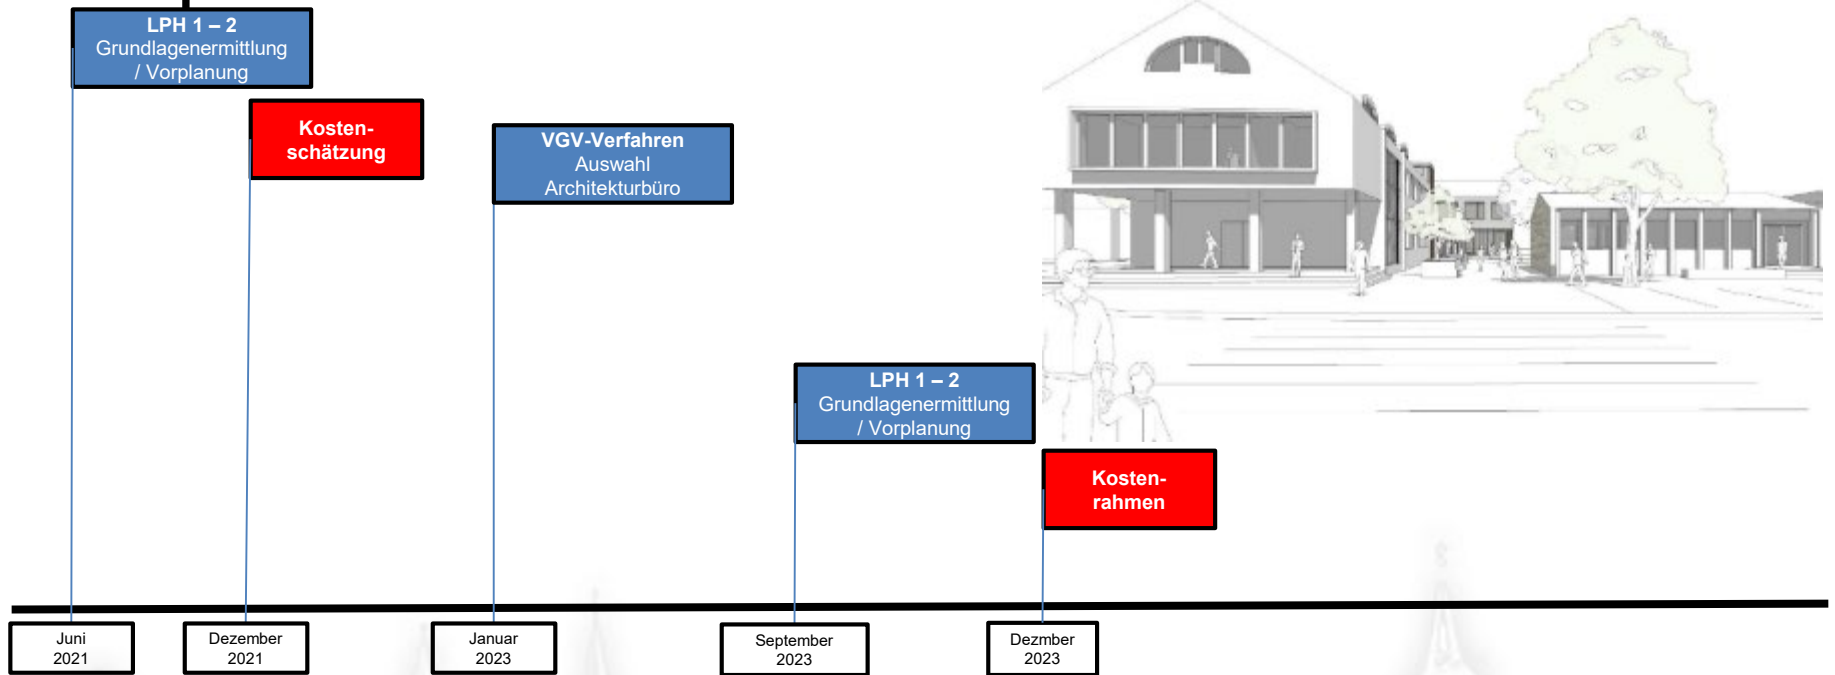 LPH 1 – 2
Grundlagenermittlung
/ Vorplanung
Kosten-
schätzung
VGV-Verfahren
Auswahl
Architekturbüro
LPH 1 – 2
Grundlagenermittlung
/ Vorplanung
Kosten-
rahmen
Juni
2021
Dezember
2021
Januar
2023
September
2023
Dezmber
2023